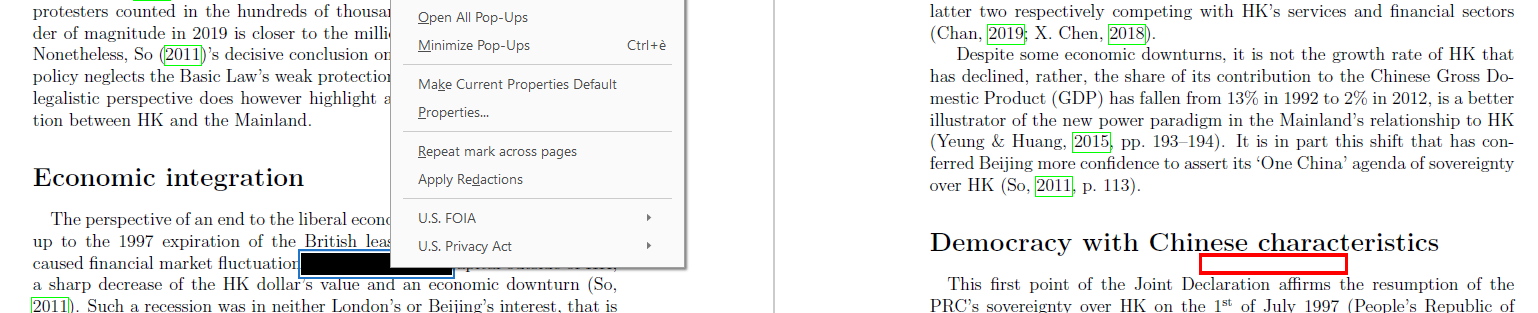 protesters counted in the hundreds of
der of magnitude in 2019 is closer to the
Nonetheless, So (2011)'s decisive conclusion
policy neglects the Basic Law's weak
legalistic perspective does however highlight a
tion between HK and the Mainland.
Economic integration
The perspective of an end to the liberal
up to the 1997 expiration of the British
caused financial market
a sharp decrease of the HK dollar's value and an economic downturn (So,
2011). Such a recession was in neither London's or Beijing's interest, that is
Open All Pop-Ups
Minimize Pop-Ups Ctrl+è
Make Current Properties Default
Properties...
Repeat mark across pages
Apply Redactions
U.S. FOIA
U.S. Privacy Act
latter two respectively competing with HK's services and financial sectors
(Chan, 2019; X. Chen, 2018).
Despite some economic downturns, it is not the growth rate of HK that
has declined, rather, the share of its contribution to the Chinese Gross Do-
mestic Product (GDP) has fallen from 13% in 1992 to 2% in 2012, is a better
illustrator of the new power paradigm in the Mainland's relationship to HK
(Yeung & Huang, 2015, pp. 193–194). It is in part this shift that has con-
ferred Beijing more confidence to assert its 'One China' agenda of sovereignty
over HK (So, 2011, p. 113).
Democracy with Chinese characteristics
This first point of the Joint Declaration affirms the resumption of the
PRC's sovereignty over HK on the 1st of July 1997 (People's Republic of